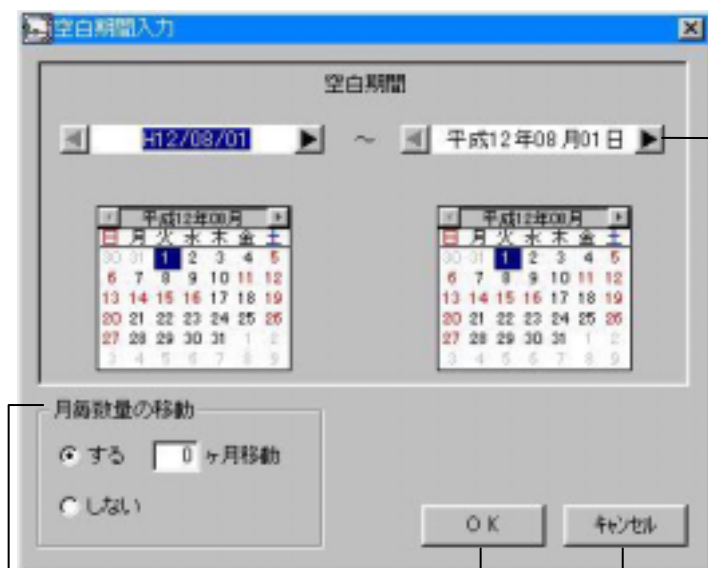 空白期間入力
空白期間
H12/08/01 ～ 平成12年08月01日
平成12年08月 平成12年08月
日 月 火 水 木 金 土 日 月 火 水 木 金 土
30 31 1 2 3 4 5 30 31 1 2 3 4 5
6 7 8 9 10 11 12 6 7 8 9 10 11 12
13 14 15 16 17 18 19 13 14 15 16 17 18 19
20 21 22 23 24 25 26 20 21 22 23 24 25 26
27 28 29 30 31 1 2 27 28 29 30 31 1 2
3 4 5 6 7 8 9 3 4 5 6 7 8 9
月毎数量の移動
する 0 ヶ月移動
しない
OK キャンセル